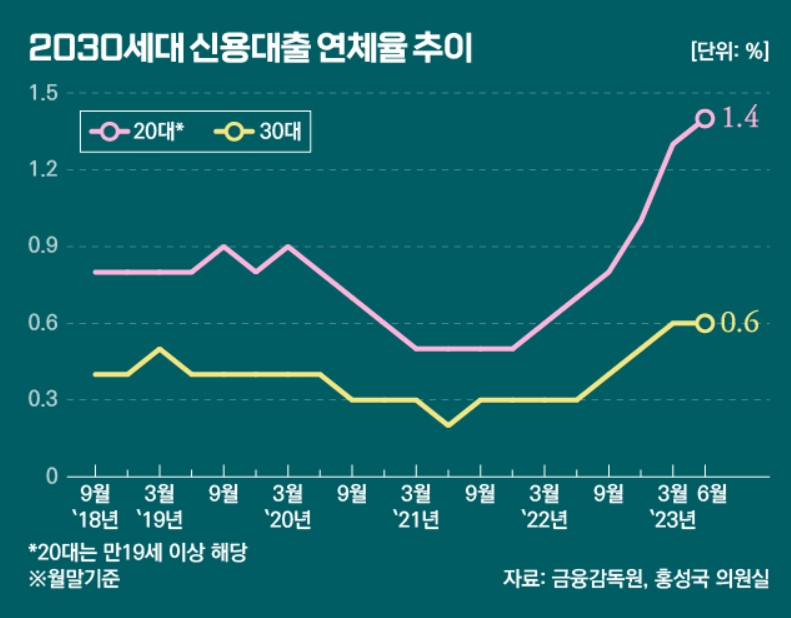 2030세대 신용대출 연체율 추이
[단위: %]
1.5
20대*
30대
1.4
1.2
0.9
0.6
0.6
0.3
0
9월 3월 9월 3월 9월 3월 9월 3월 9월 3월 6월
‵18년 ‵19년 ‵20년 ‵21년 ‵22년 ‵23년
*20대는 만19세 이상 해당
※월말기준
자료: 금융감독원, 홍성국 의원실